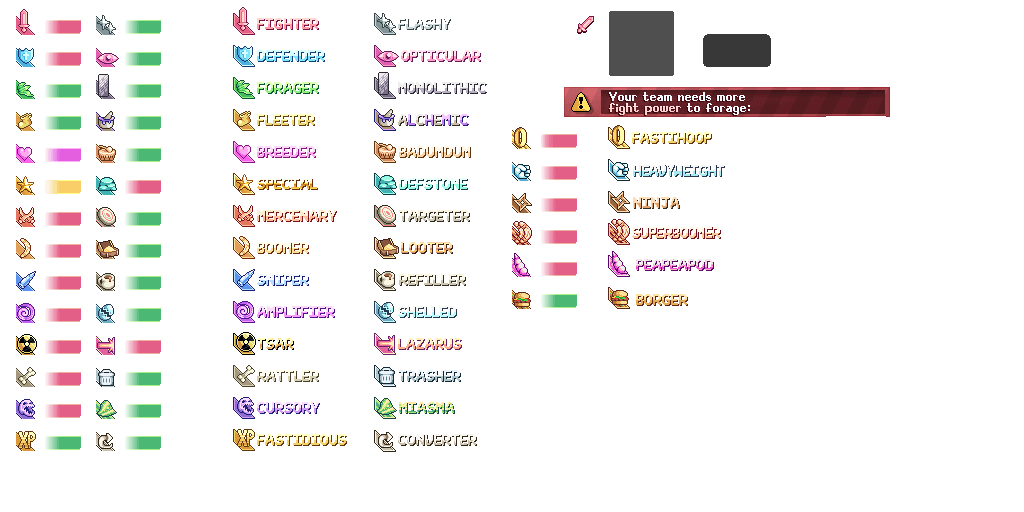 FIGHTER
DEFENDER
FORAGER
FLEETER
BREEDER
SPECIAL
MERCENARY
BOOMER
SNIPER
AMPLIFIER
TSAR
RATTLER
CURSORY
XP FASTIDIOUS
FLASHY
OPTICULAR
MONOLITHIC
ALCHEMIC
BADUMDUM
DEFSTONE
TARGETER
LOOTER
REFILLER
SHELLED
LAZARUS
TRASHER
MIASMA
CONVERTER
XP
Your team needs more
fight power to forage:
FASTIHOOP
HEAVYWEIGHT
NINJA
SUPERBOOMER
PEAPEAPOD
BORGER